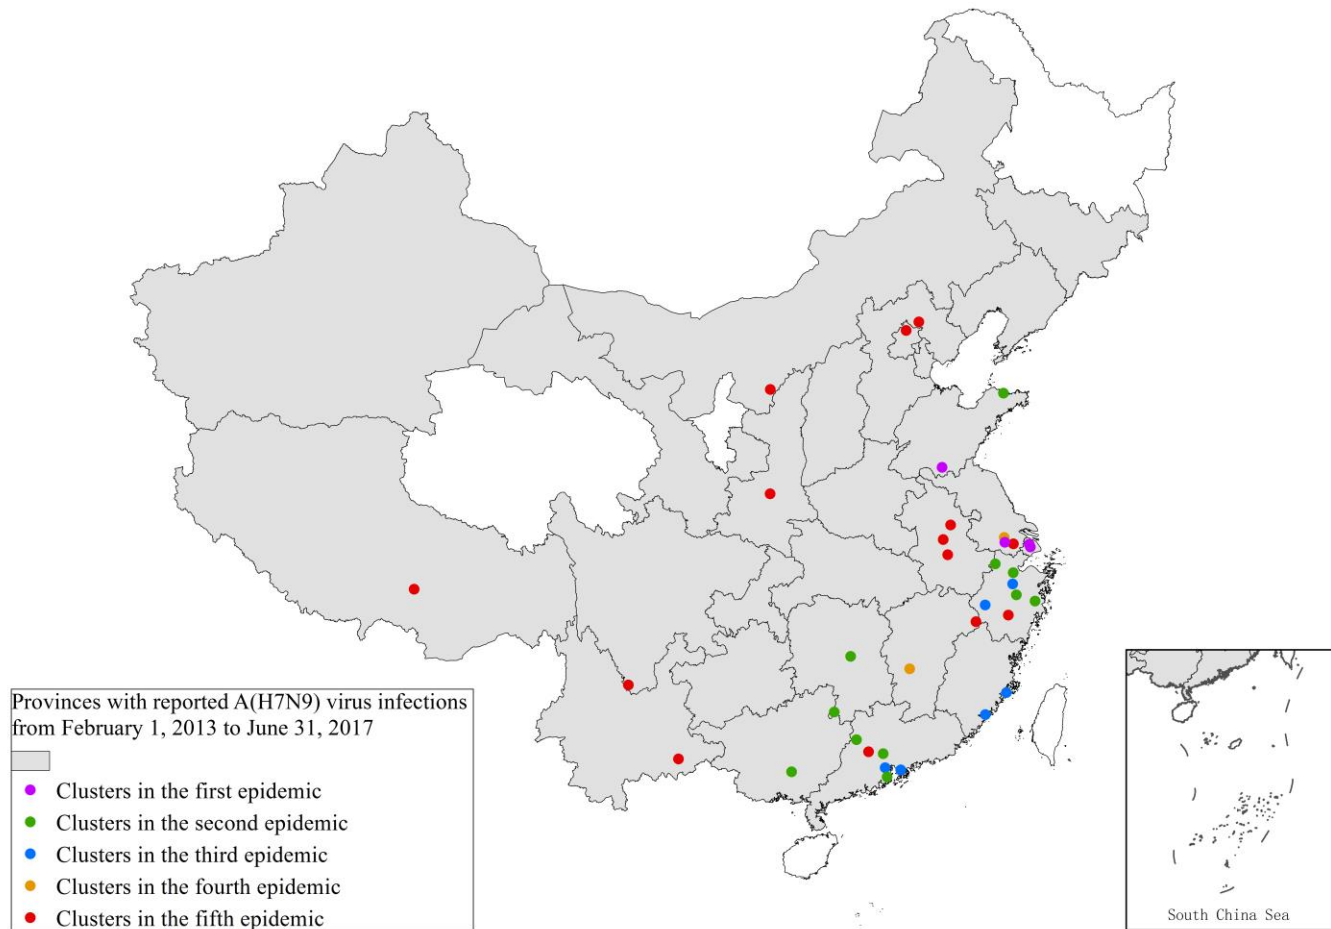 Provinces with reported A(H7N9) virus infections
from February 1, 2013 to June 31, 2017
Clusters in the first epidemic
Clusters in the second epidemic
Clusters in the third epidemic
Clusters in the fourth epidemic
Clusters in the fifth epidemic
South China Sea